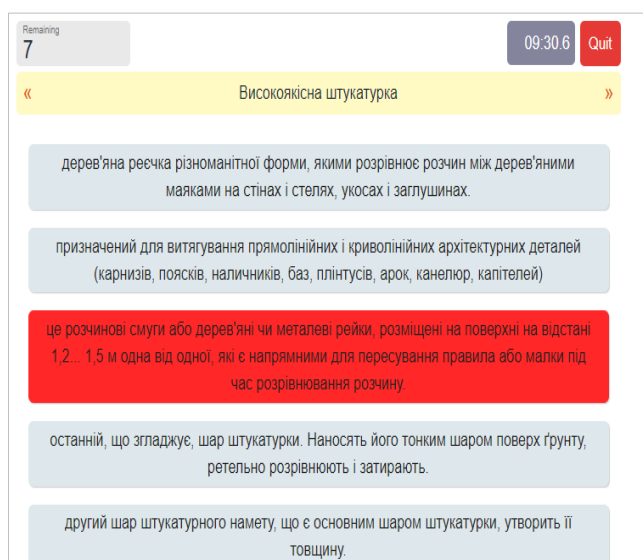 Remaining
7
09:30.6
Quit
«
Високоякісна штукатурка
»
дерев'яна реєчка різноманітної форми, якими розрівнює розчин між дерев'яними
маяками на стінах і стелях, укосах і заглушинах.
призначений для витягування прямолінійних і криволінійних архітектурних деталей
(карнизів, поясків, наличників, баз, плінтусів, арок, канелюр, капітелей)
це розчинові смуги або дерев'яні чи металеві рейки, розміщені на поверхні на відстані
1,2... 1,5 м одна від одної, які є напрямними для пересування правила або малки під
час розрівнювання розчину.
останній, що згладжує, шар штукатурки. Наносять його тонким шаром поверх ґрунту,
ретельно розрівнюють і затирають.
другий шар штукатурного намету, що є основним шаром штукатурки, утворить її
товщину.